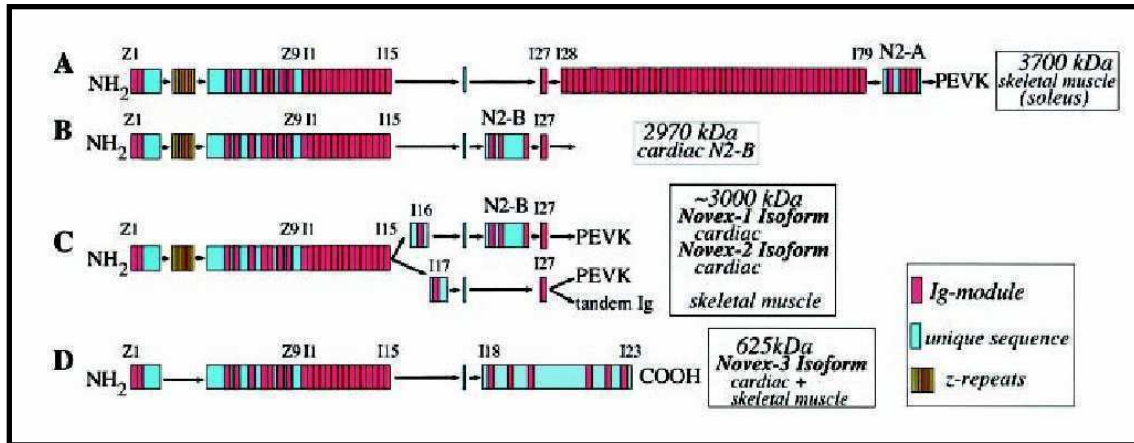 Z1 Z9 I1 I15 I27 I28 I79 N2-A
A NH2 PEVK
3700 kDa
skeletal muscle
(soleus)
Z1 Z9 I1 I15 N2-B I27
B NH2
2970 kDa
cardiac N2-B
Z1 Z9 I1 I15 I16 N2-B I27
C NH2 PEVK
I17 I27 PEVK
tandem Ig
~3000 kDa
Novex-1 Isoform
cardiac
Novex-2 Isoform
cardiac
skeletal muscle
Z1 Z9 I1 I15 I18 I23
D NH2 COOH
625kDa
Novex-3 Isoform
cardiac +
skeletal muscle
Ig-module
unique sequence
z-repeats